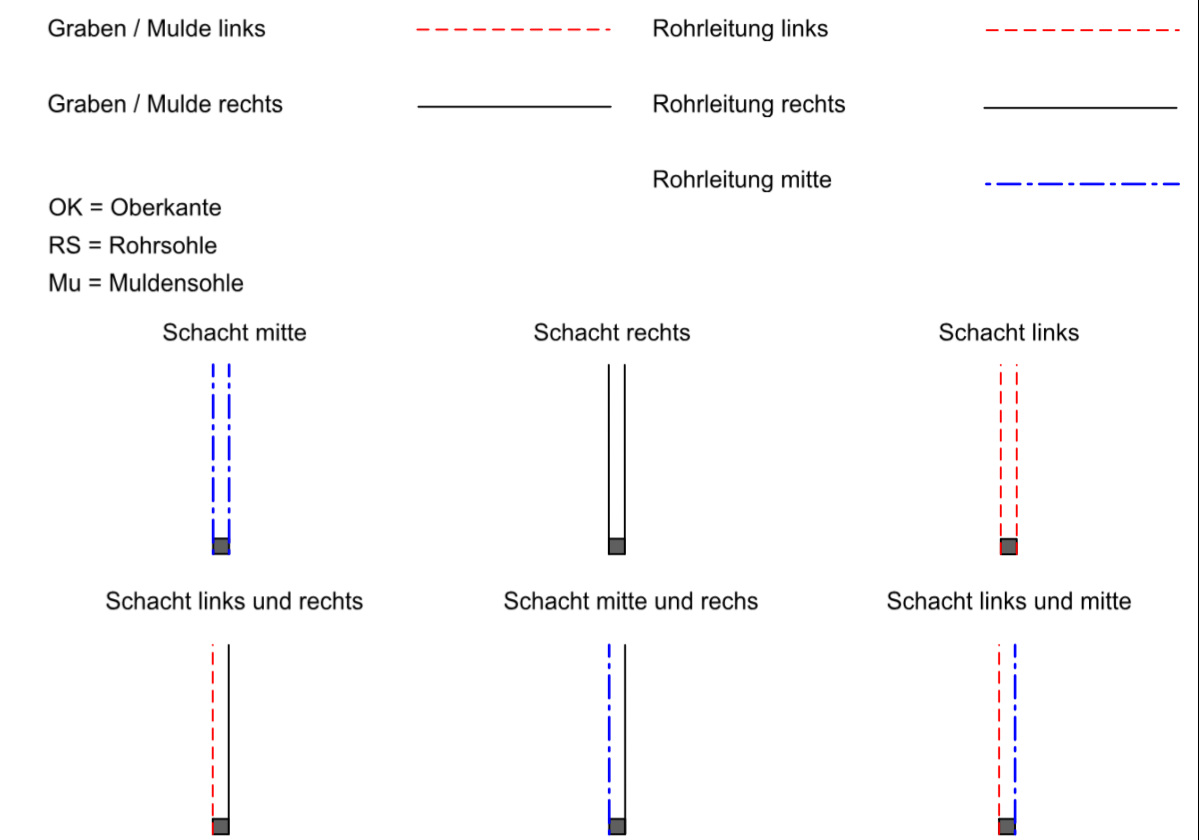 Graben / Mulde links
Rohrleitung links
Graben / Mulde rechts
Rohrleitung rechts
Rohrleitung mitte
OK = Oberkante
RS = Rohrsohle
Mu = Muldensohle
Schacht mitte
Schacht rechts
Schacht links
Schacht links und rechts
Schacht mitte und rechs
Schacht links und mitte